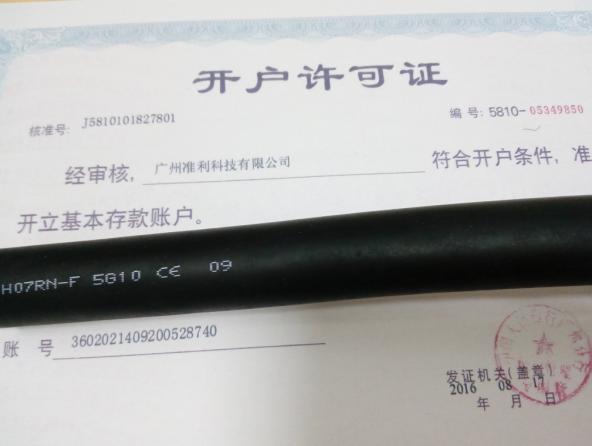 开户许可证
核准号: J5810101827801
编号: 5810-05349850
经审核, 广州准利科技有限公司 符合开户条件, 准
开立基本存款账户。
H07RN-F 5G10 CE 09
账 号 3602021409200528740
发证机关(盖章)
2016 08 17
年 月 日